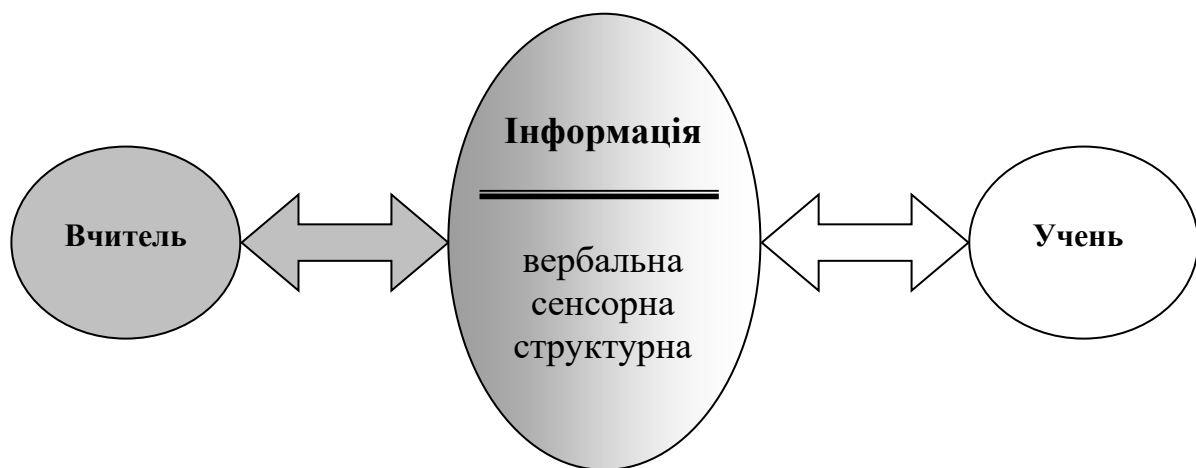 Вчитель
Інформація
вербальна
сенсорна
структурна
Учень